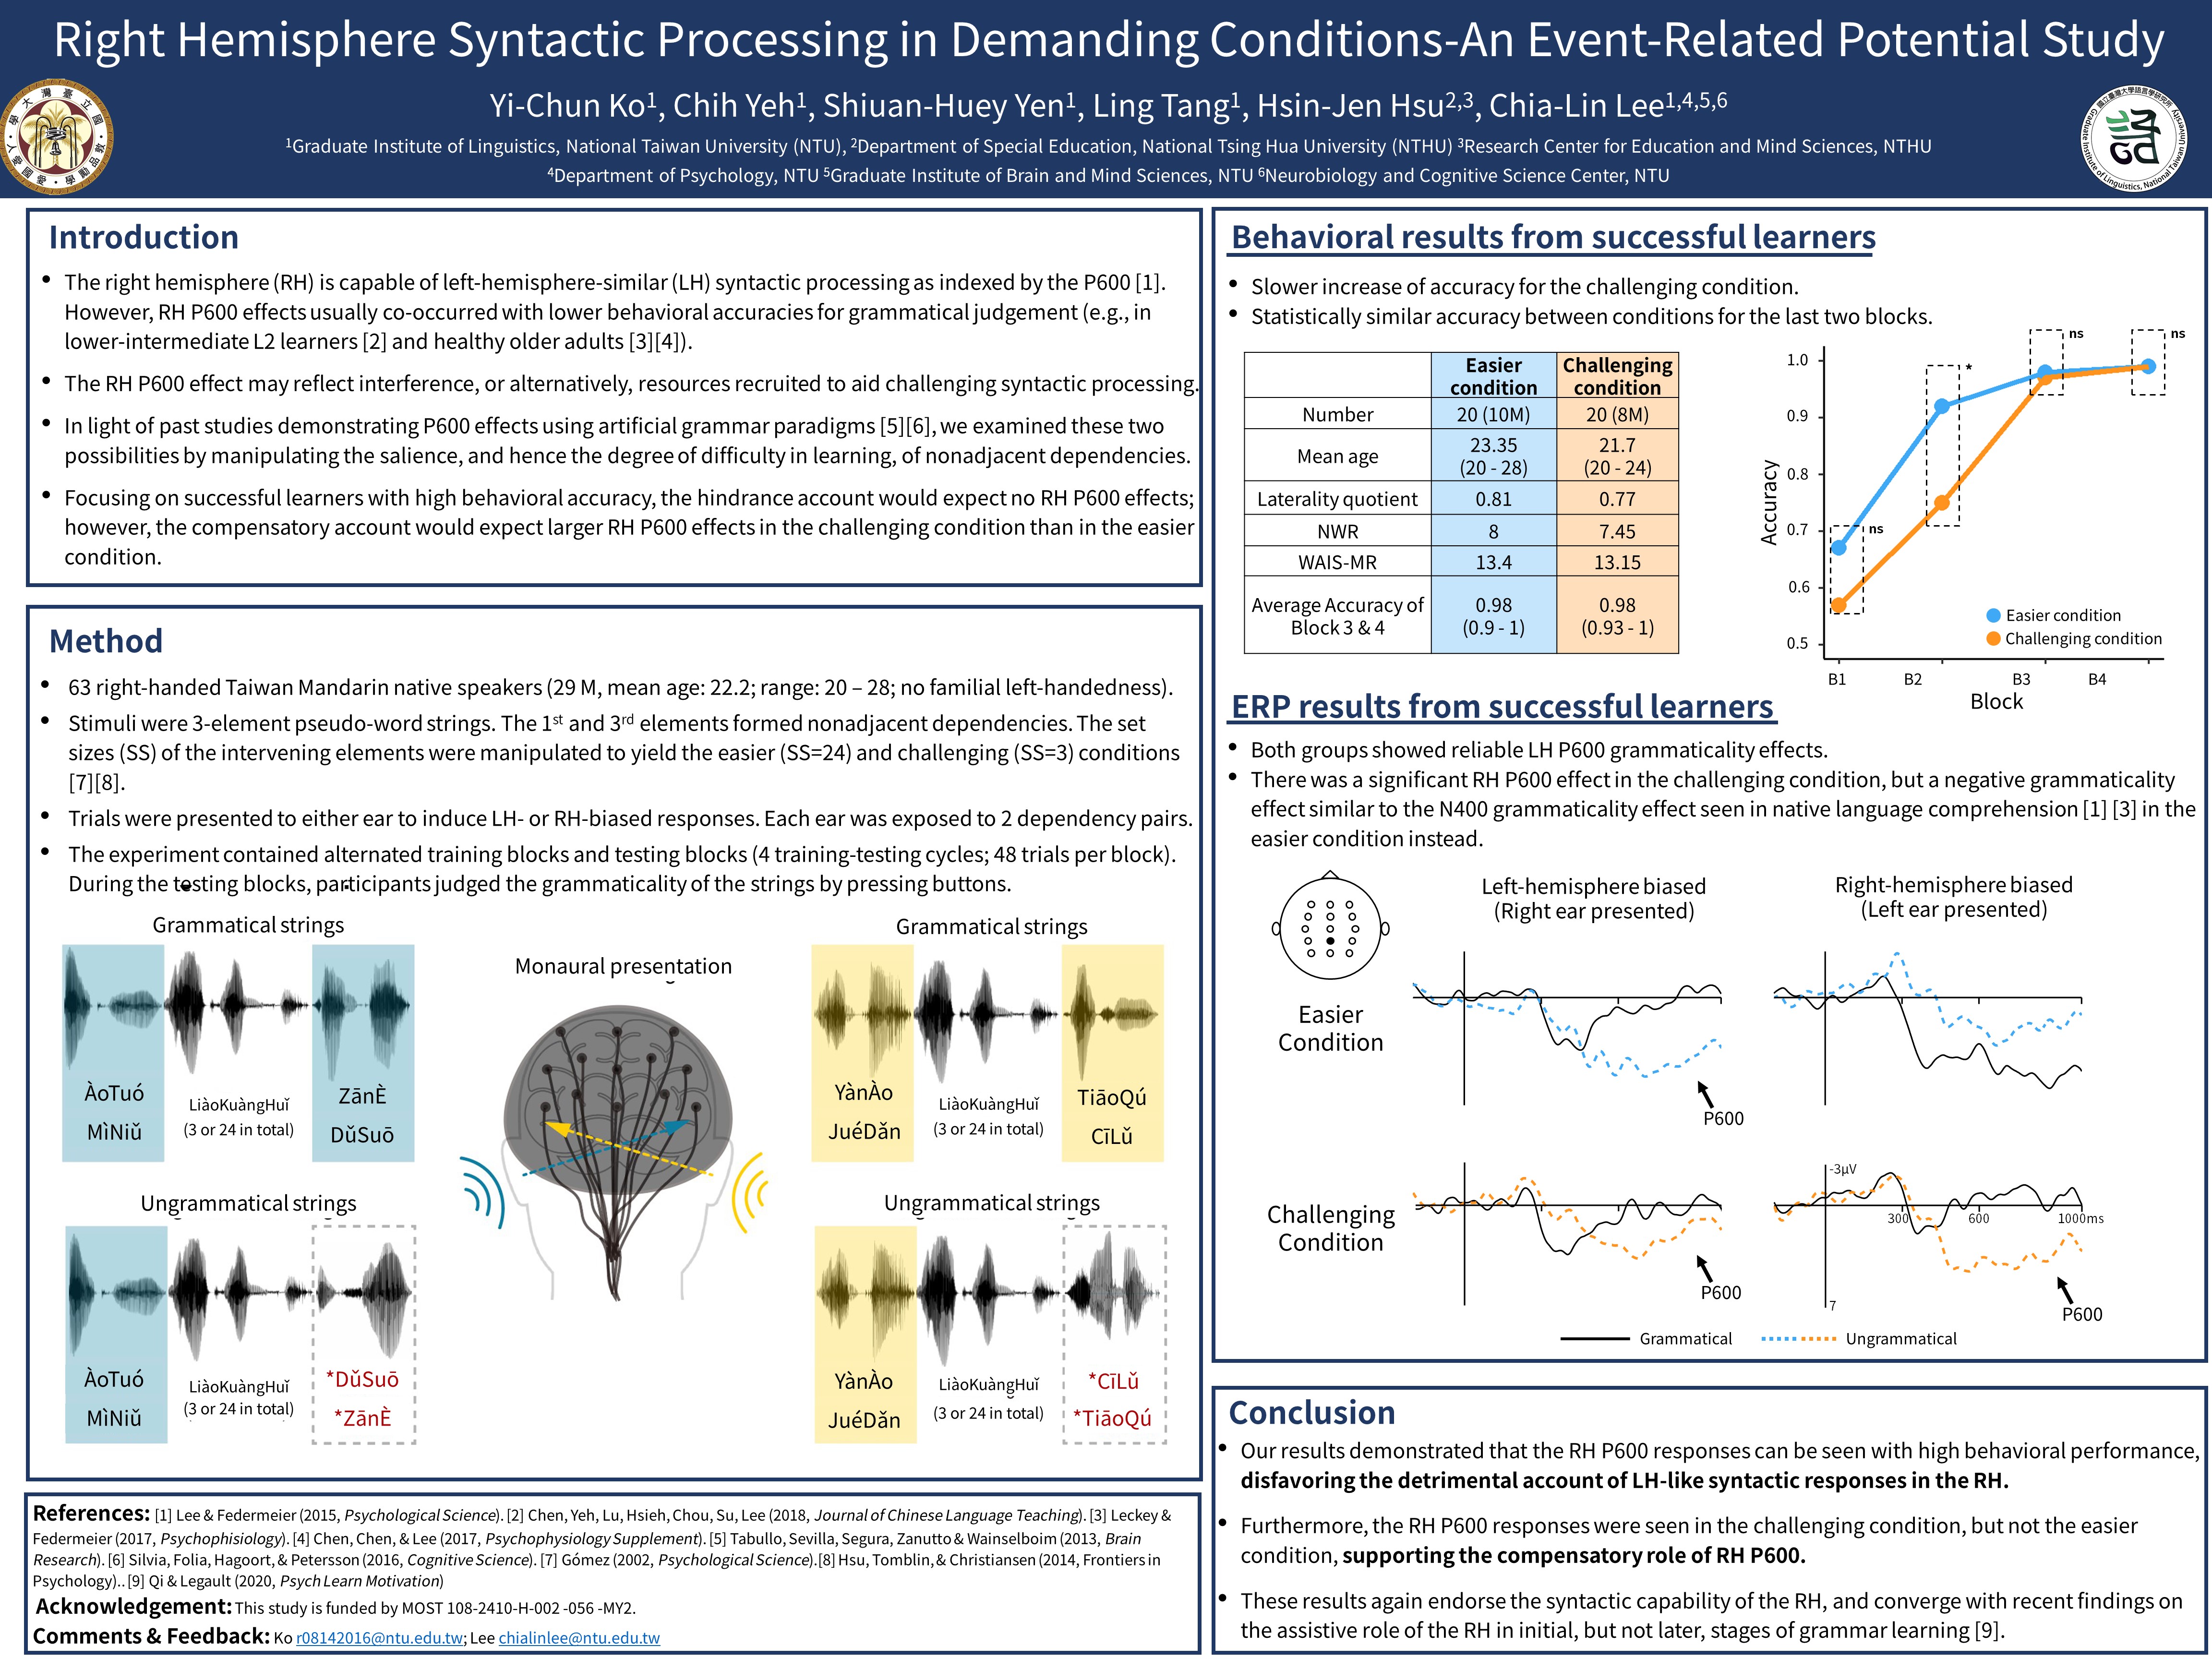 Right Hemisphere Syntactic Processing in Demanding Conditions-An Event-Related Potential Study
Yi-Chun Ko1, Chih Yeh1, Shiuan-Huey Yen1, Ling Tang1, Hsin-Jen Hsu2,3, Chia-Lin Lee1,4,5,6
1Graduate Institute of Linguistics, National Taiwan University (NTU), 2Department of Special Education, National Tsing Hua University (NTHU) 3Research Center for Education and Mind Sciences, NTHU
4Department of Psychology, NTU 5Graduate Institute of Brain and Mind Sciences, NTU 6Neurobiology and Cognitive Science Center, NTU
Introduction
• The right hemisphere (RH) is capable of left-hemisphere-similar (LH) syntactic processing as indexed by the P600 [1].
However, RH P600 effects usually co-occurred with lower behavioral accuracies for grammatical judgement (e.g., in
lower-intermediate L2 learners [2] and healthy older adults [3][4]).
• The RH P600 effect may reflect interference, or alternatively, resources recruited to aid challenging syntactic processing.
• In light of past studies demonstrating P600 effects using artificial grammar paradigms [5][6], we examined these two
possibilities by manipulating the salience, and hence the degree of difficulty in learning, of nonadjacent dependencies.
• Focusing on successful learners with high behavioral accuracy, the hindrance account would expect no RH P600 effects;
however, the compensatory account would expect larger RH P600 effects in the challenging condition than in the easier
condition.
Method
• 63 right-handed Taiwan Mandarin native speakers (29 M, mean age: 22.2; range: 20 – 28; no familial left-handedness).
• Stimuli were 3-element pseudo-word strings. The 1st and 3rd elements formed nonadjacent dependencies. The set
sizes (SS) of the intervening elements were manipulated to yield the easier (SS=24) and challenging (SS=3) conditions
[7][8].
• Trials were presented to either ear to induce LH- or RH-biased responses. Each ear was exposed to 2 dependency pairs.
• The experiment contained alternated training blocks and testing blocks (4 training-testing cycles; 48 trials per block).
During the testing blocks, participants judged the grammaticality of the strings by pressing buttons.
Grammatical strings
ÀoTuó
MìNiǔ
LiàoKuàngHuǐ
(3 or 24 in total)
ZānÈ
DǔSuō
Monaural presentation
Grammatical strings
YànÀo
JuéDǎn
LiàoKuàngHuǐ
(3 or 24 in total)
TiāoQú
CīLǔ
Ungrammatical strings
ÀoTuó
MìNiǔ
LiàoKuàngHuǐ
(3 or 24 in total)
*DǔSuō
*ZānÈ
Ungrammatical strings
YànÀo
JuéDǎn
LiàoKuàngHuǐ
(3 or 24 in total)
*CīLǔ
*TiāoQú
References: [1] Lee & Federmeier (2015, Psychological Science). [2] Chen, Yeh, Lu, Hsieh, Chou, Su, Lee (2018, Journal of Chinese Language Teaching). [3] Leckey &
Federmeier (2017, Psychophisiology). [4] Chen, Chen, & Lee (2017, Psychophysiology Supplement). [5] Tabullo, Sevilla, Segura, Zanutto & Wainselboim (2013, Brain
Research). [6] Silvia, Folia, Hagoort, & Petersson (2016, Cognitive Science). [7] Gómez (2002, Psychological Science).[8] Hsu, Tomblin, & Christiansen (2014, Frontiers in
Psychology).. [9] Qi & Legault (2020, Psych Learn Motivation)
Acknowledgement: This study is funded by MOST 108-2410-H-002 -056 -MY2.
Comments & Feedback: Ko r08142016@ntu.edu.tw; Lee chialinlee@ntu.edu.tw
Behavioral results from successful learners
• Slower increase of accuracy for the challenging condition.
• Statistically similar accuracy between conditions for the last two blocks.
Easier condition Challenging condition
Number 20 (10M) 20 (8M)
Mean age 23.35 (20 - 28) 21.7 (20 - 24)
Laterality quotient 0.81 0.77
NWR 8 7.45
WAIS-MR 13.4 13.15
Average Accuracy of Block 3 & 4 0.98 (0.9 - 1) 0.98 (0.93 - 1)
Accuracy
1.0
0.9
0.8
0.7
0.6
0.5
ns
*
ns
ns
Easier condition
Challenging condition
B1 B2 B3 B4
Block
ERP results from successful learners
• Both groups showed reliable LH P600 grammaticality effects.
• There was a significant RH P600 effect in the challenging condition, but a negative grammaticality
effect similar to the N400 grammaticality effect seen in native language comprehension [1] [3] in the
easier condition instead.
Left-hemisphere biased
(Right ear presented)
Right-hemisphere biased
(Left ear presented)
Easier
Condition
P600
Challenging
Condition
P600
-3µV
300 600 1000ms
7
P600
Grammatical Ungrammatical
Conclusion
• Our results demonstrated that the RH P600 responses can be seen with high behavioral performance,
disfavoring the detrimental account of LH-like syntactic responses in the RH.
• Furthermore, the RH P600 responses were seen in the challenging condition, but not the easier
condition, supporting the compensatory role of RH P600.
• These results again endorse the syntactic capability of the RH, and converge with recent findings on
the assistive role of the RH in initial, but not later, stages of grammar learning [9].